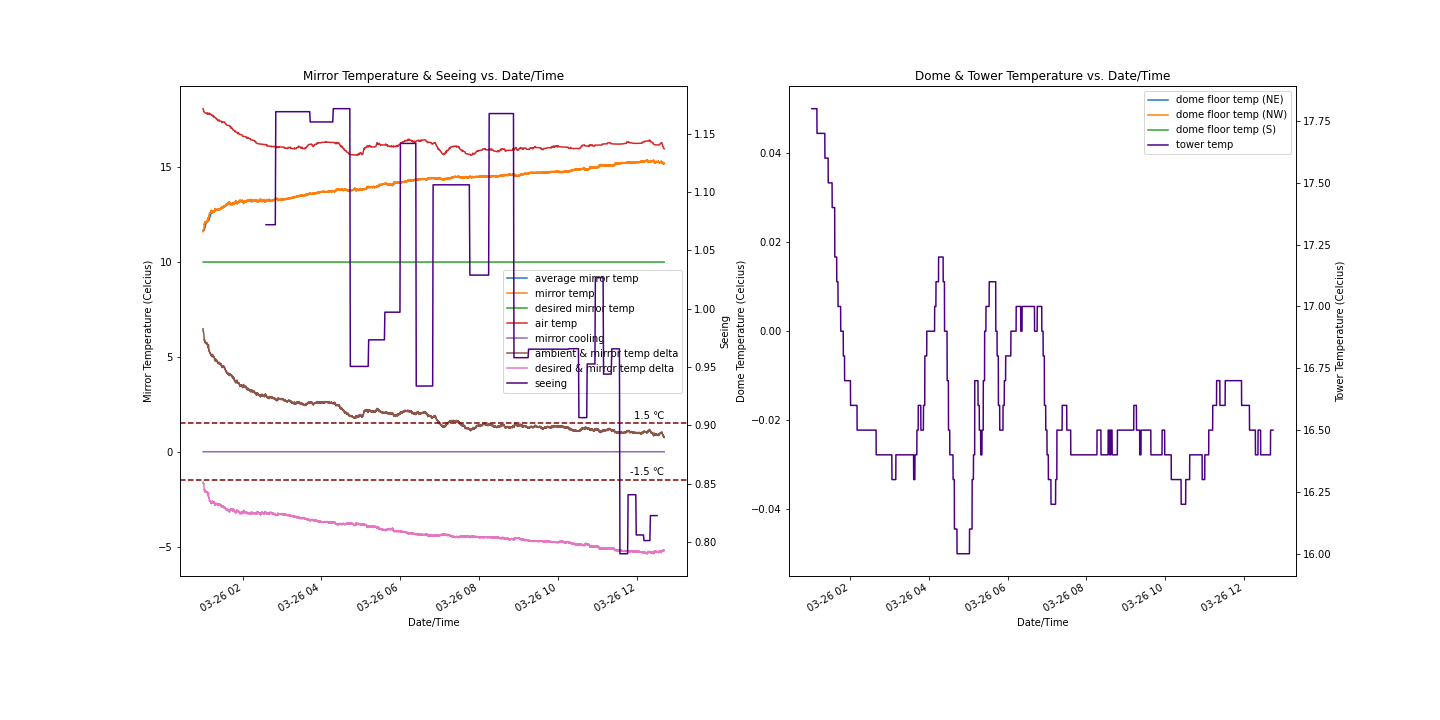 Mirror Temperature & Seeing vs. Date/Time
Mirror Temperature (Celcius)
15
10
5
0
−5
1.15
1.10
1.05
1.00
0.95
0.90
0.85
0.80
Seeing
average mirror temp
mirror temp
desired mirror temp
air temp
mirror cooling
ambient & mirror temp delta
desired & mirror temp delta
seeing
1.5 °C
-1.5 °C
03-26 02
03-26 04
03-26 06
03-26 08
03-26 10
03-26 12
Date/Time
Dome & Tower Temperature vs. Date/Time
Dome Temperature (Celcius)
0.04
0.02
0.00
−0.02
−0.04
dome floor temp (NE)
dome floor temp (NW)
dome floor temp (S)
tower temp
17.75
17.50
17.25
17.00
16.75
16.50
16.25
16.00
Tower Temperature (Celcius)
03-26 02
03-26 04
03-26 06
03-26 08
03-26 10
03-26 12
Date/Time